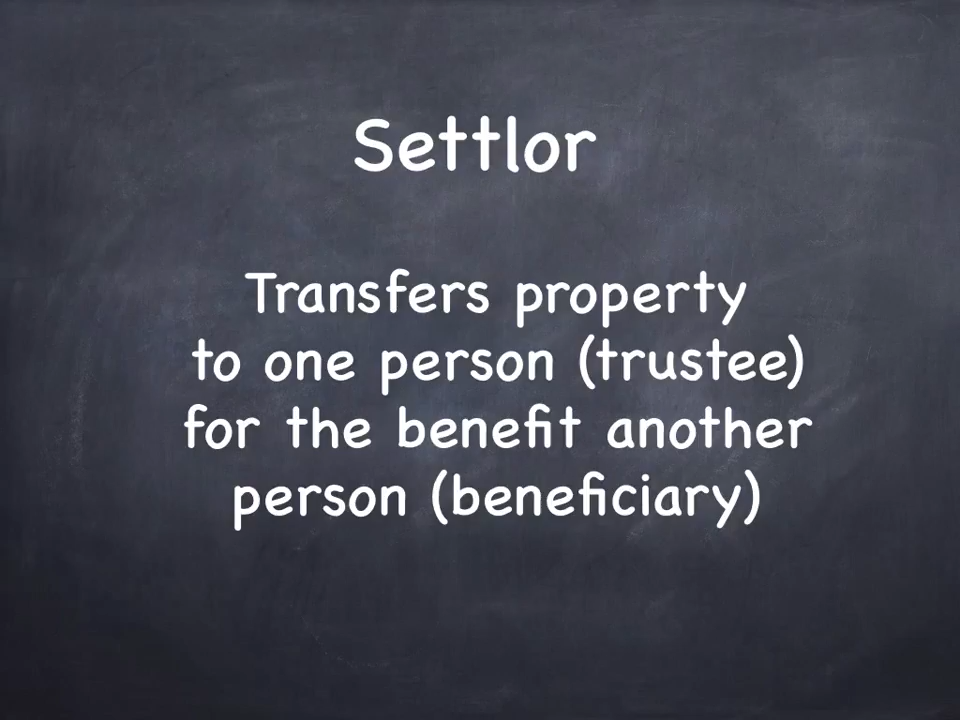 Settlor
Transfers property
to one person (trustee)
for the benefit another
person (beneficiary)